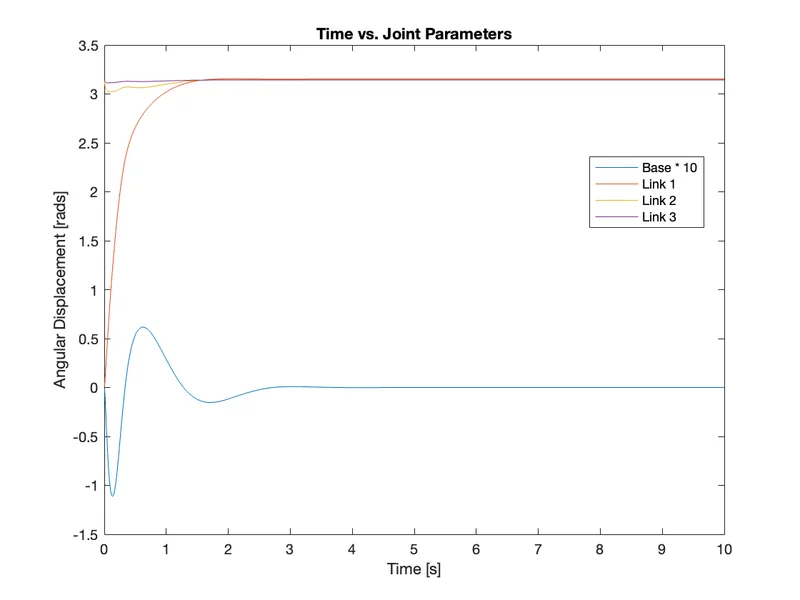 Time vs. Joint Parameters
3.5
3
2.5
2
1.5
1
0.5
0
-0.5
-1
-1.5
Angular Displacement [rads]
Base * 10
Link 1
Link 2
Link 3
0 1 2 3 4 5 6 7 8 9 10
Time [s]